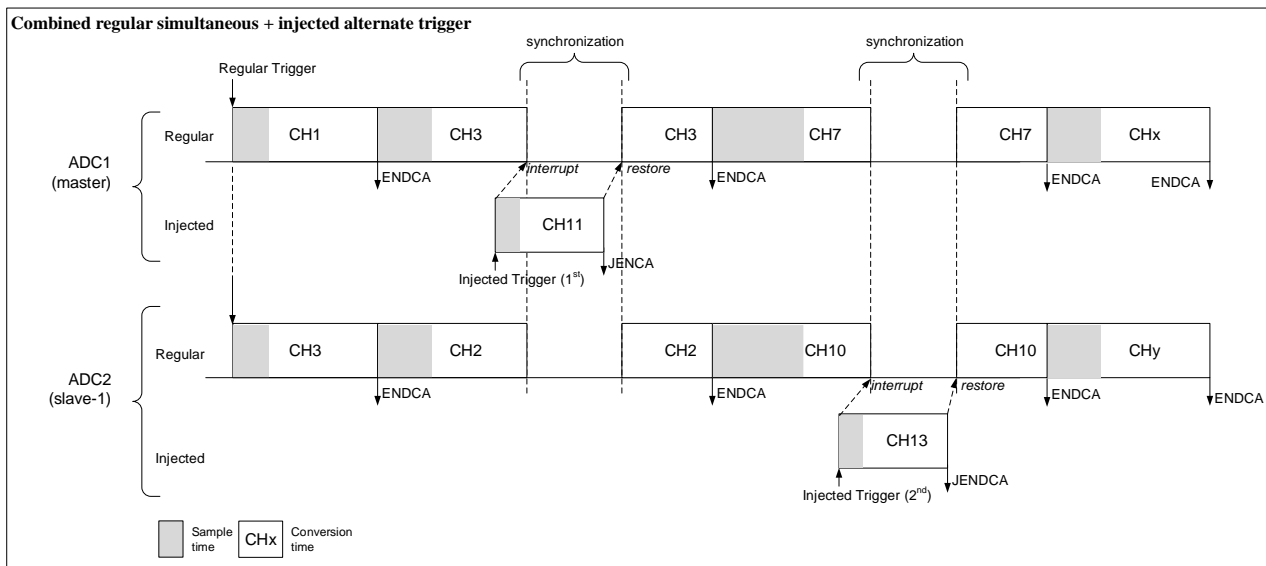 Combined regular simultaneous + injected alternate trigger
synchronization
synchronization
Regular Trigger
ADC1
(master)
Regular
CH1
CH3
CH3
CH7
CH7
CHx
ENDCA
interrupt
restore
ENDCA
ENDCA
ENDCA
Injected
CH11
JENCA
Injected Trigger (1st)
ADC2
(slave-1)
Regular
CH3
CH2
CH2
CH10
CH10
CHy
ENDCA
ENDCA
interrupt
restore
ENDCA
ENDCA
Injected
CH13
JENDCA
Injected Trigger (2nd)
Sample
time
CHx
Conversion
time